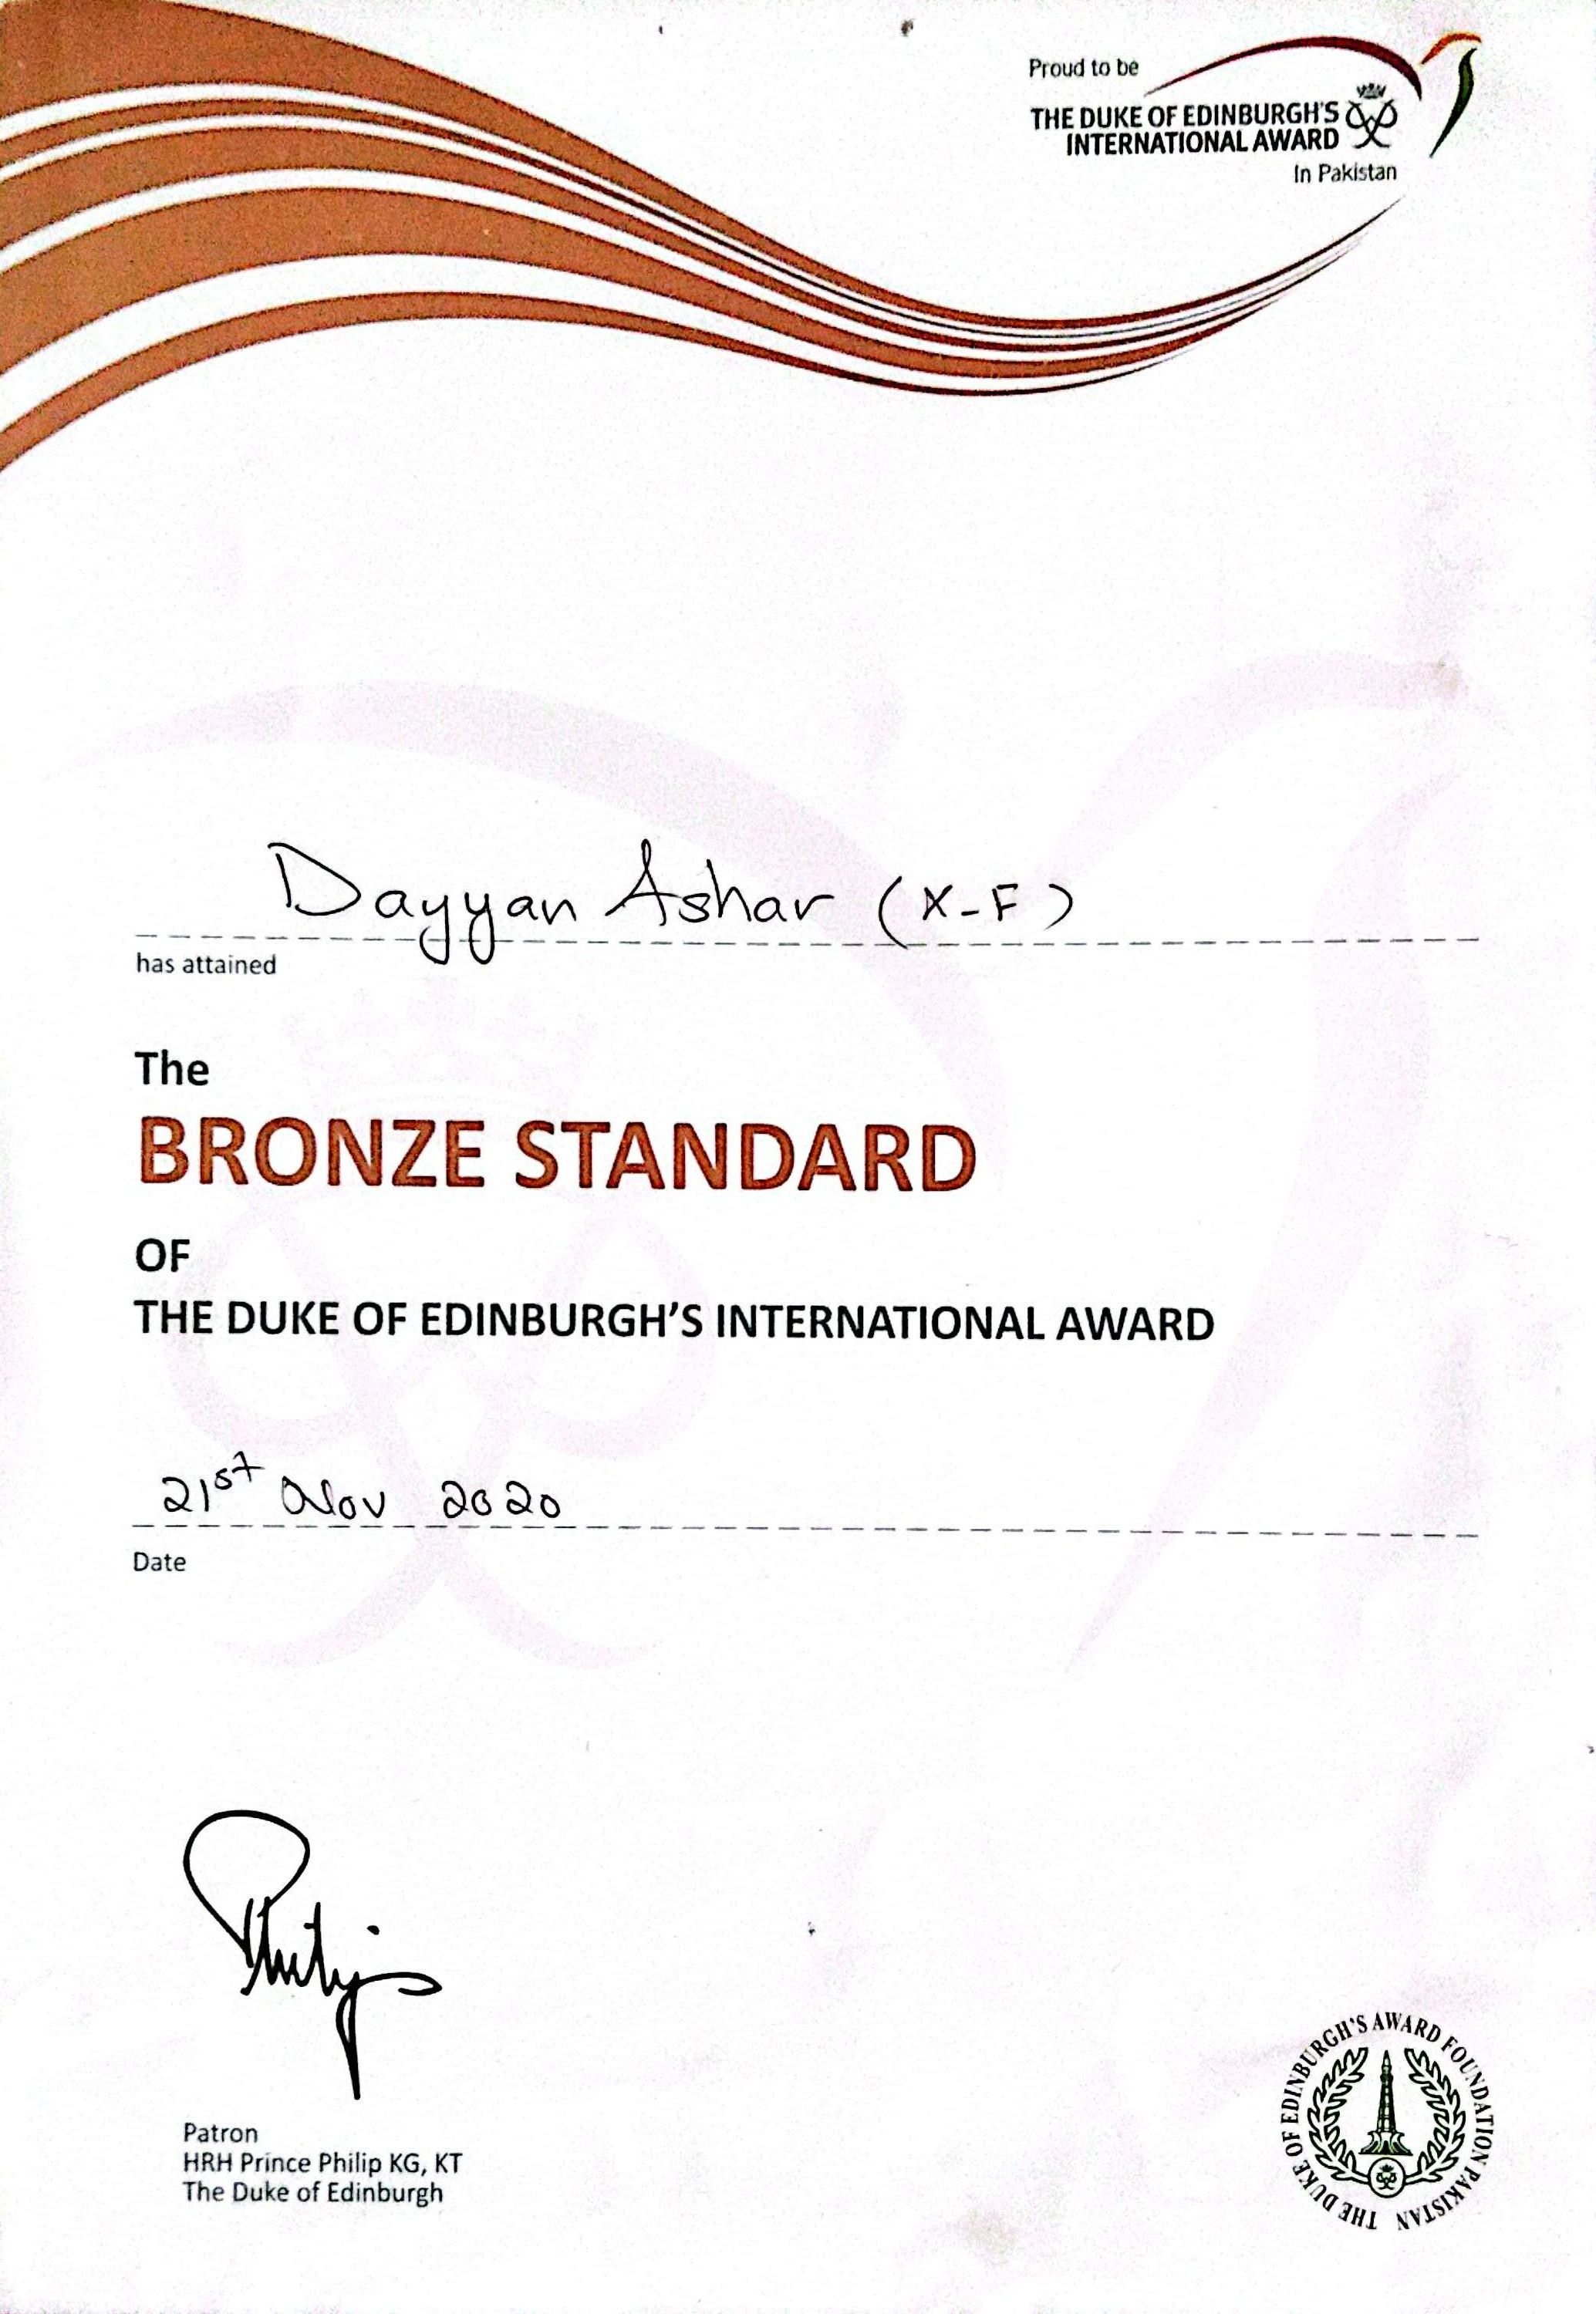 Proud to be
THE DUKE OF EDINBURGH'S
INTERNATIONAL AWARD
In Pakistan
Dayyan Ashar (X-F)
has attained
The
BRONZE STANDARD
OF
THE DUKE OF EDINBURGH'S INTERNATIONAL AWARD
21st Nov 2020
Date
Philip
Patron
HRH Prince Philip KG, KT
The Duke of Edinburgh
THE DUKE OF EDINBURGH'S AWARD FOUNDATION PAKISTAN